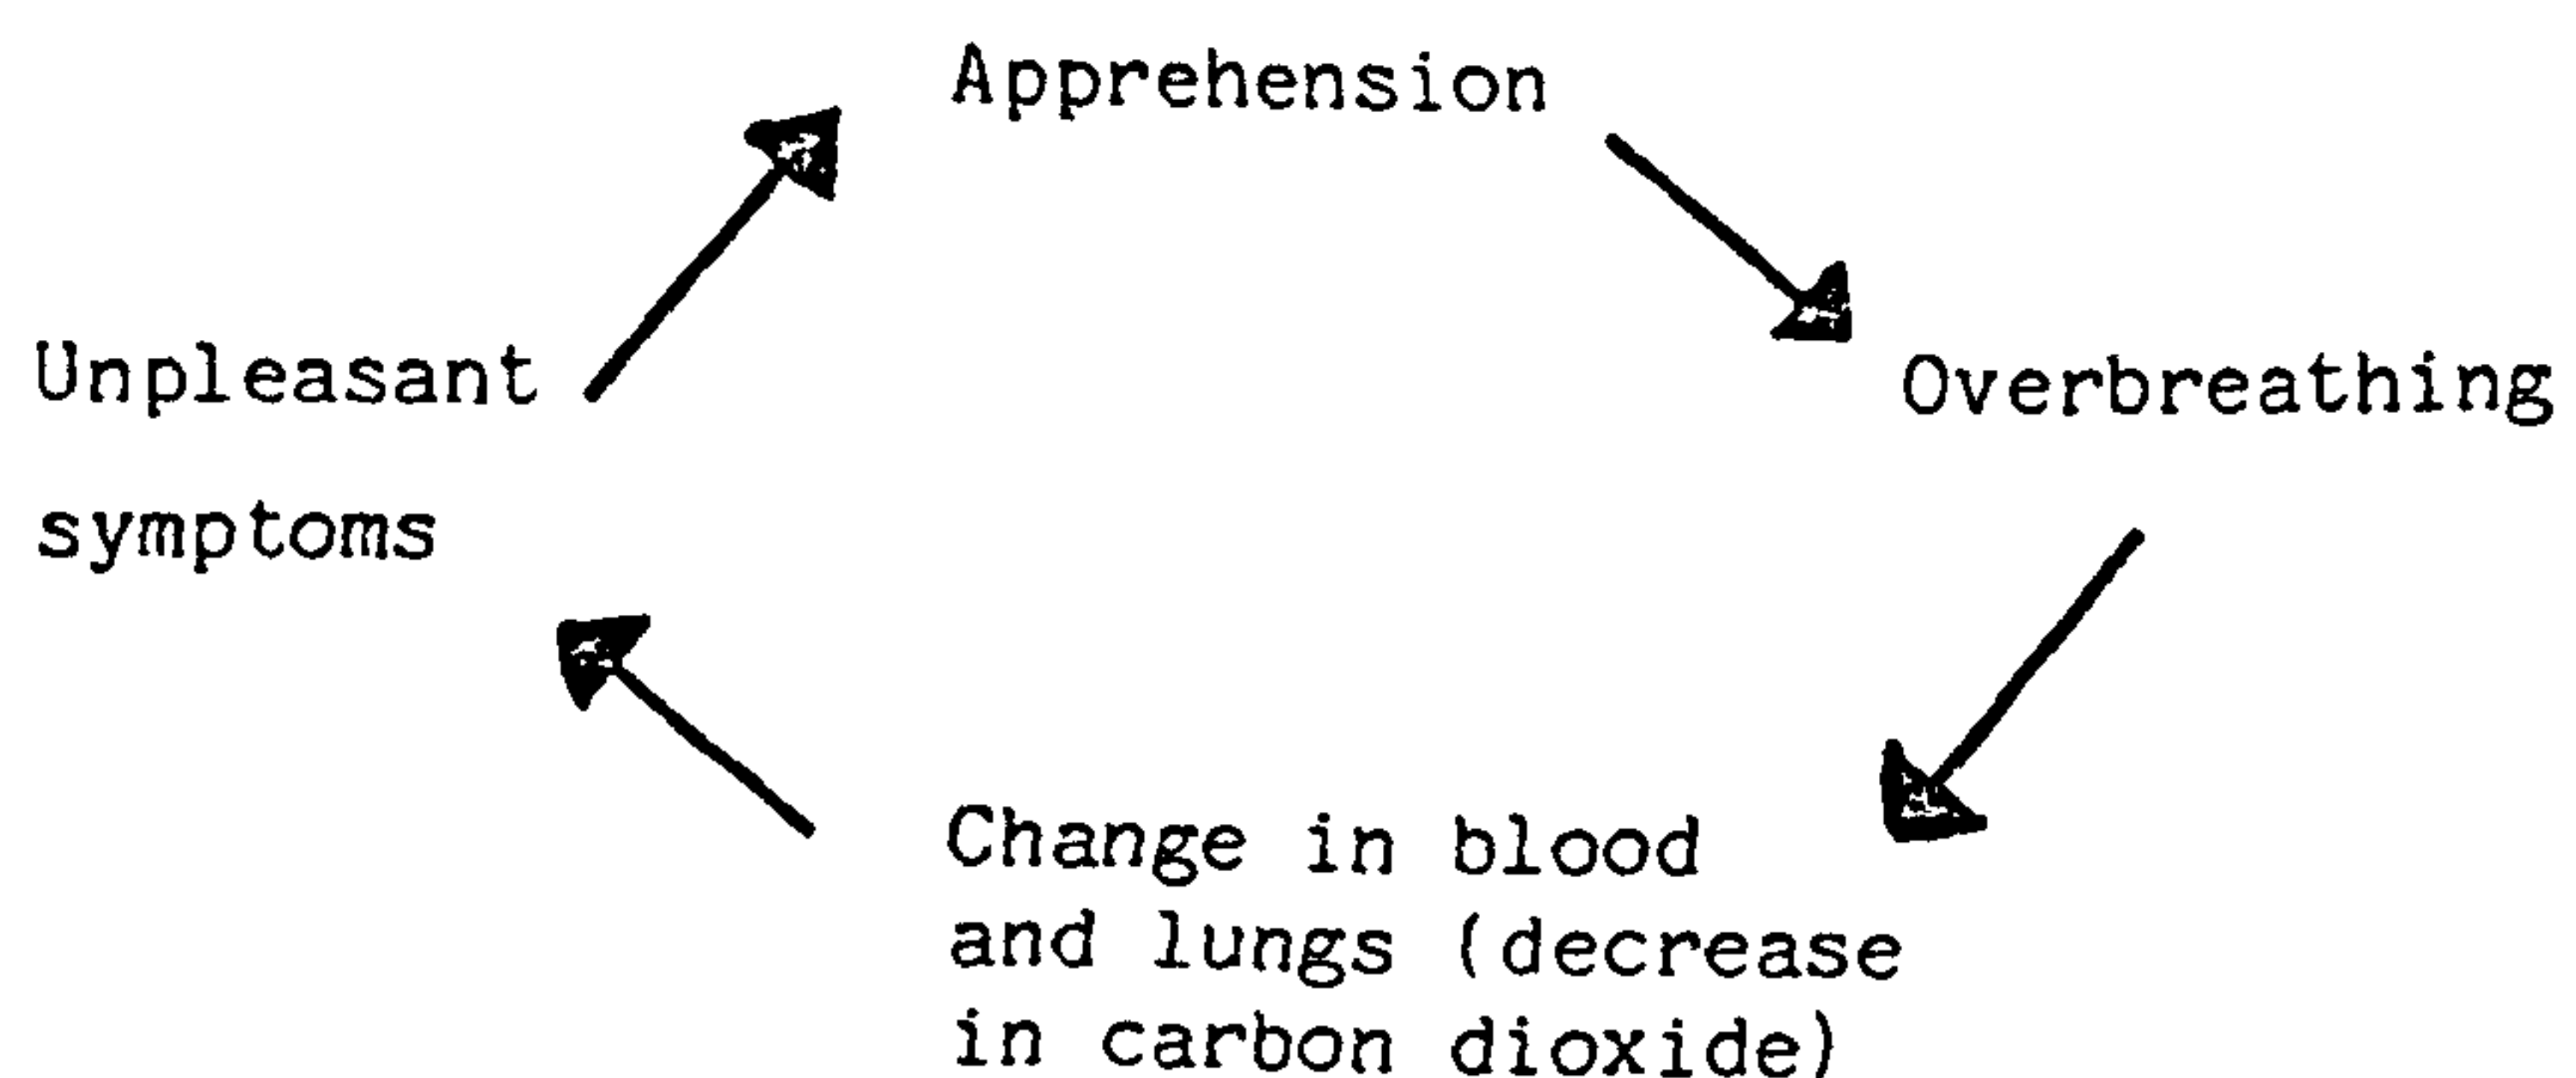 Apprehension
Unpleasant
symptoms
Overbreathing
Change in blood
and lungs (decrease
in carbon dioxide)